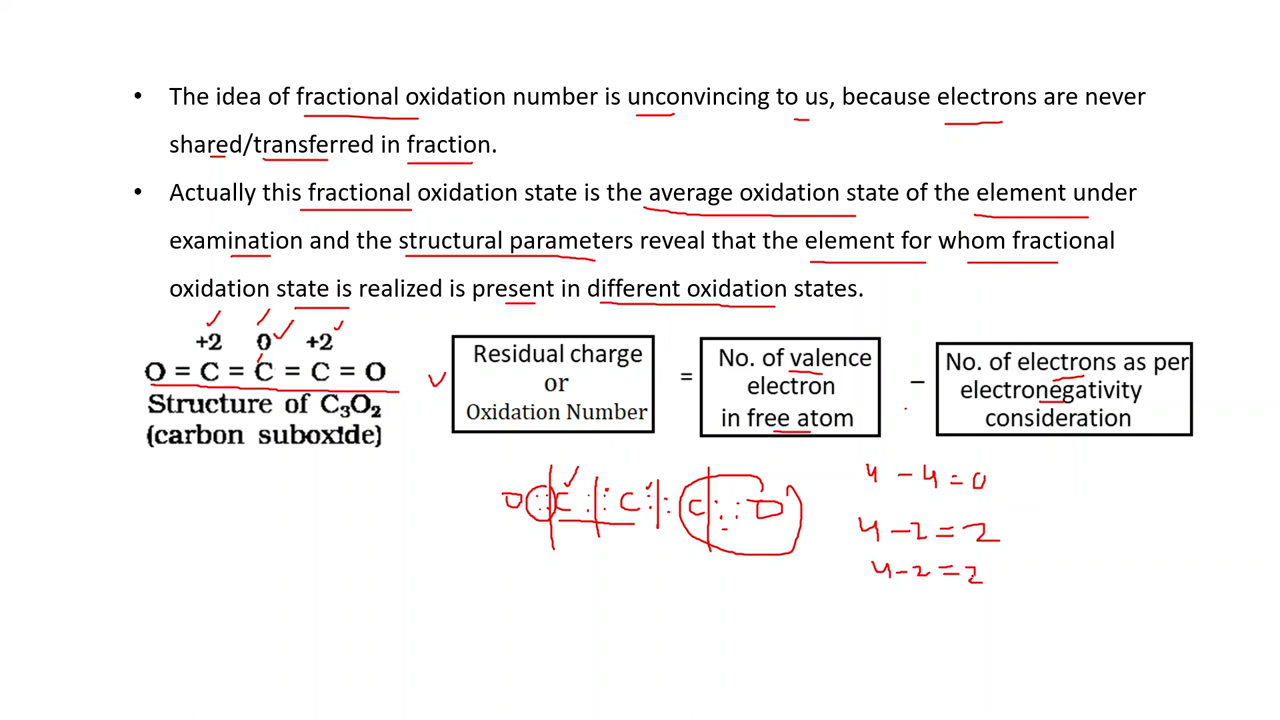 • The idea of fractional oxidation number is unconvincing to us, because electrons are never
shared/transferred in fraction.
• Actually this fractional oxidation state is the average oxidation state of the element under
examination and the structural parameters reveal that the element for whom fractional
oxidation state is realized is present in different oxidation states.
+2 0 +2
O = C = C = C = O
Structure of C₃O₂
(carbon suboxide)
Residual charge
or
Oxidation Number
=
No. of valence
electron
in free atom
–
No. of electrons as per
electronegativity
consideration
O C C C O
4 - 4 = 0
4 - 2 = 2
4 - 2 = 2